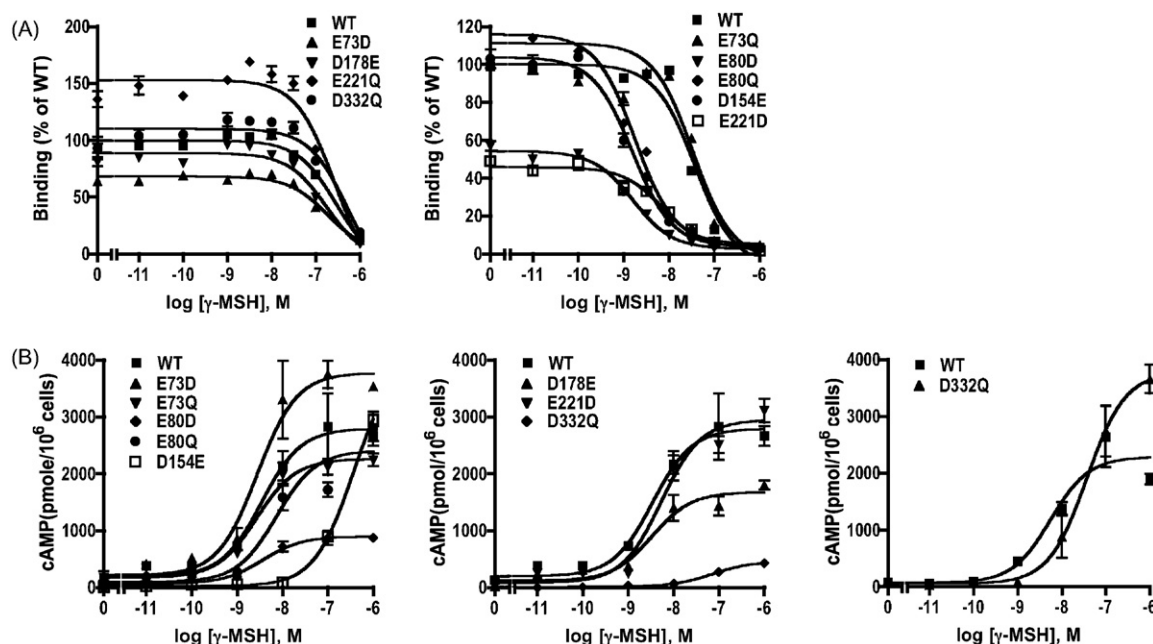 (A)
200
150
100
50
0
Binding (% of WT)
WT
E73D
D178E
E221Q
D332Q
0 -11 -10 -9 -8 -7 -6
log [γ-MSH], M
120
100
80
60
40
20
0
Binding (% of WT)
WT
E73Q
E80D
E80Q
D154E
E221D
0 -11 -10 -9 -8 -7 -6
log [γ-MSH], M
(B)
4000
3000
2000
1000
0
cAMP(pmole/10⁶ cells)
WT
E73D
E73Q
E80D
E80Q
D154E
0 -11 -10 -9 -8 -7 -6
log [γ-MSH], M
4000
3000
2000
1000
0
cAMP(pmol/10⁶ cells)
WT
D178E
E221D
D332Q
0 -11 -10 -9 -8 -7 -6
log [γ-MSH], M
4000
3000
2000
1000
0
cAMP(pmol/10⁶ cells)
WT
D332Q
0 -11 -10 -9 -8 -7 -6
log [γ-MSH], M